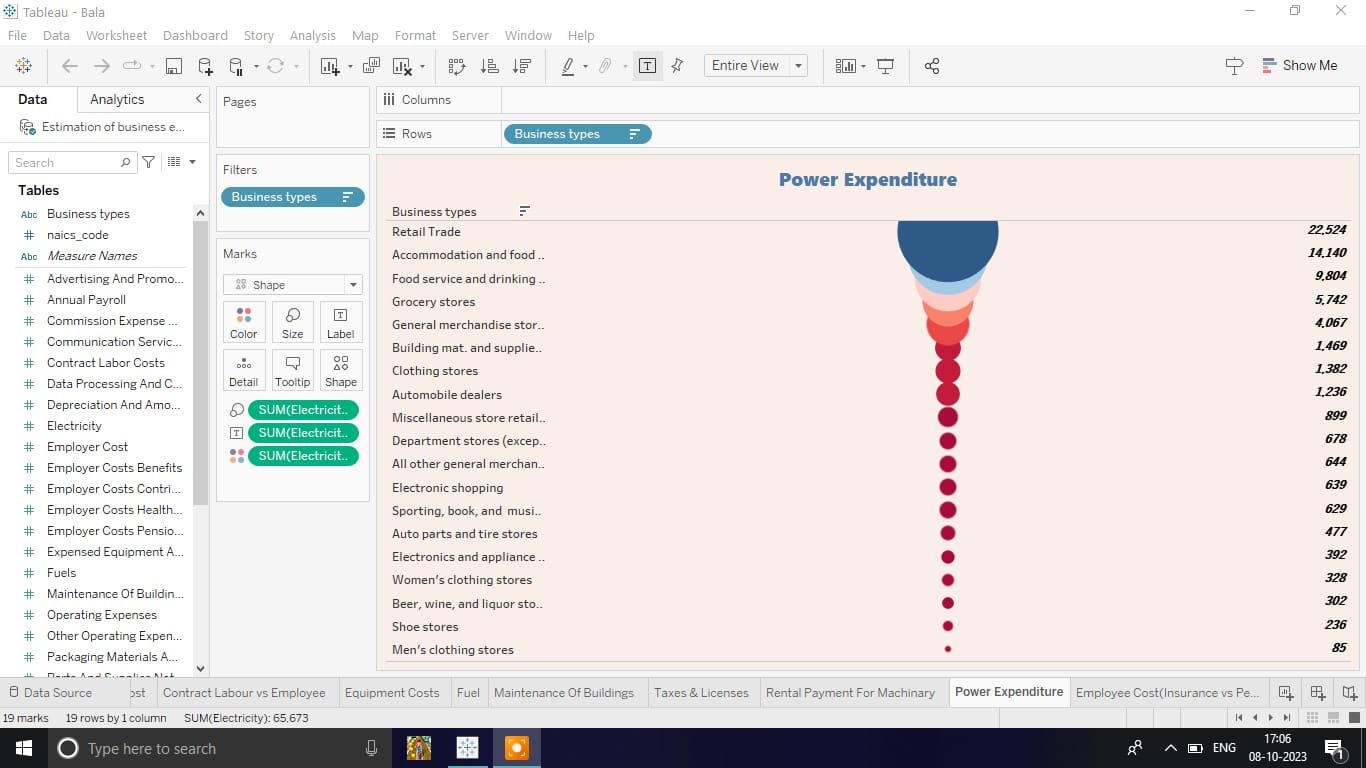 Tableau - Bala
File Data Worksheet Dashboard Story Analysis Map Format Server Window Help
Entire View
Show Me
Data Analytics
Estimation of business e...
Search
Tables
Abc Business types
# naics_code
Abc Measure Names
# Advertising And Promo...
# Annual Payroll
# Commission Expense ...
# Communication Servic...
# Contract Labor Costs
# Data Processing And C...
# Depreciation And Amo...
# Electricity
# Employer Cost
# Employer Costs Benefits
# Employer Costs Contri...
# Employer Costs Health...
# Employer Costs Pensio...
# Expensed Equipment A...
# Fuels
# Maintenance Of Buildin...
# Operating Expenses
# Other Operating Expen...
# Packaging Materials A...
Pages
Filters
Business types
Marks
Shape
Color Size Label
Detail Tooltip Shape
SUM(Electricit..
SUM(Electricit..
SUM(Electricit..
Columns
Rows Business types
Power Expenditure
Business types
Retail Trade 22,524
Accommodation and food .. 14,140
Food service and drinking .. 9,804
Grocery stores 5,742
General merchandise stor.. 4,067
Building mat. and supplie.. 1,469
Clothing stores 1,382
Automobile dealers 1,236
Miscellaneous store retail.. 899
Department stores (excep.. 678
All other general merchan.. 644
Electronic shopping 639
Sporting, book, and musi.. 629
Auto parts and tire stores 477
Electronics and appliance .. 392
Women’s clothing stores 328
Beer, wine, and liquor sto.. 302
Shoe stores 236
Men’s clothing stores 85
Data Source ost Contract Labour vs Employee Equipment Costs Fuel Maintenance Of Buildings Taxes & Licenses Rental Payment For Machinary Power Expenditure Employee Cost(Insurance vs Pe...
19 marks 19 rows by 1 column SUM(Electricity): 65,673
Type here to search
ENG
17:06
08-10-2023
1